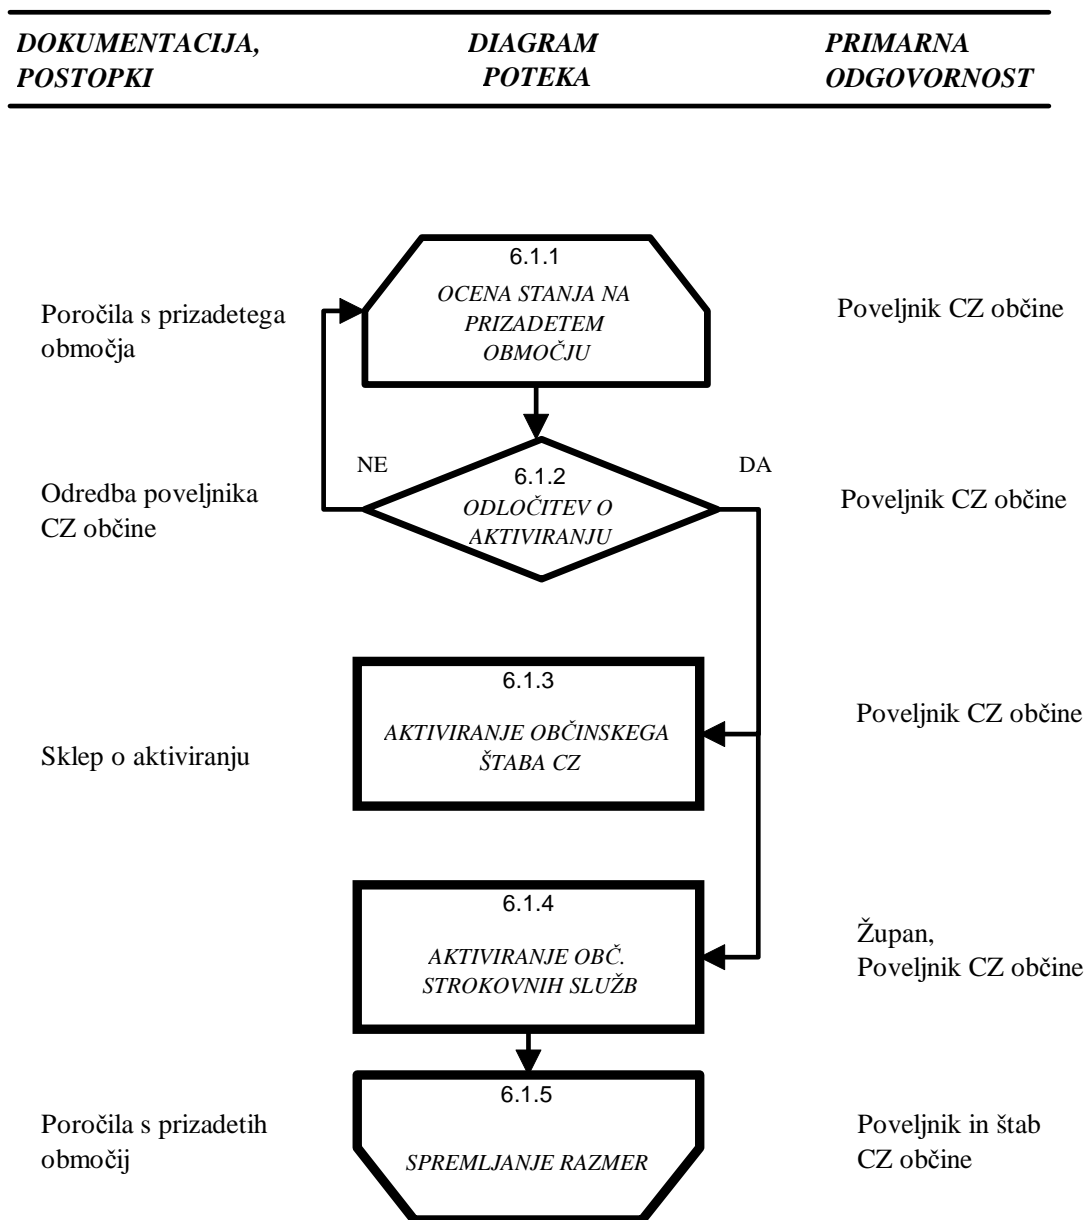 DOKUMENTACIJA, POSTOPKI
DIAGRAM POTEKA
PRIMARNA ODGOVORNOST
Poročila s prizadetega
območja
6.1.1
OCENA STANJA NA
PRIZADETEM
OBMOČJU
Poveljnik CZ občine
NE
DA
Odredba poveljnika
CZ občine
6.1.2
ODLOČITEV O
AKTIVIRANJU
Poveljnik CZ občine
Sklep o aktiviranju
6.1.3
AKTIVIRANJE OBČINSKEGA
ŠTABA CZ
Poveljnik CZ občine
6.1.4
AKTIVIRANJE OBČ.
STROKOVNIH SLUŽB
Župan,
Poveljnik CZ občine
Poročila s prizadetih
območij
6.1.5
SPREMLJANJE RAZMER
Poveljnik in štab
CZ občine